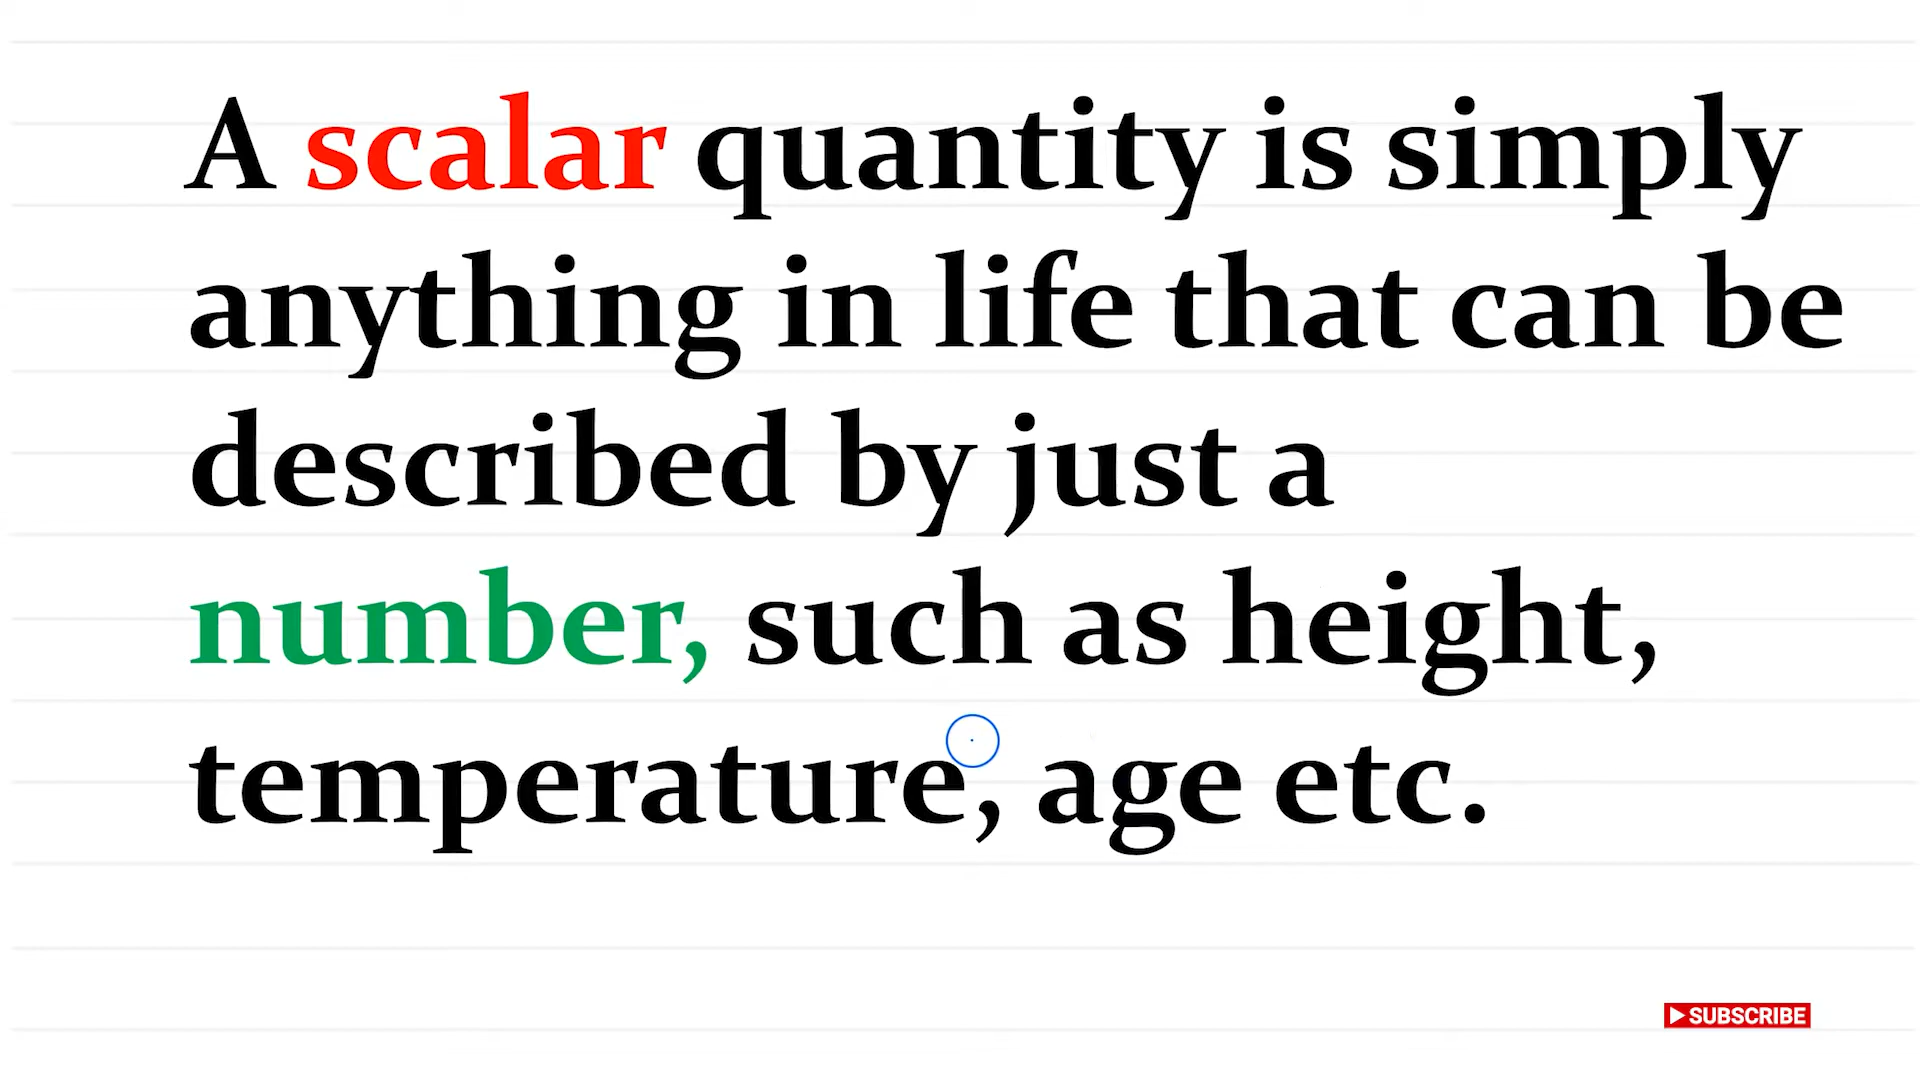 A scalar quantity is simply
anything in life that can be
described by just a
number, such as height,
temperature, age etc.
SUBSCRIBE